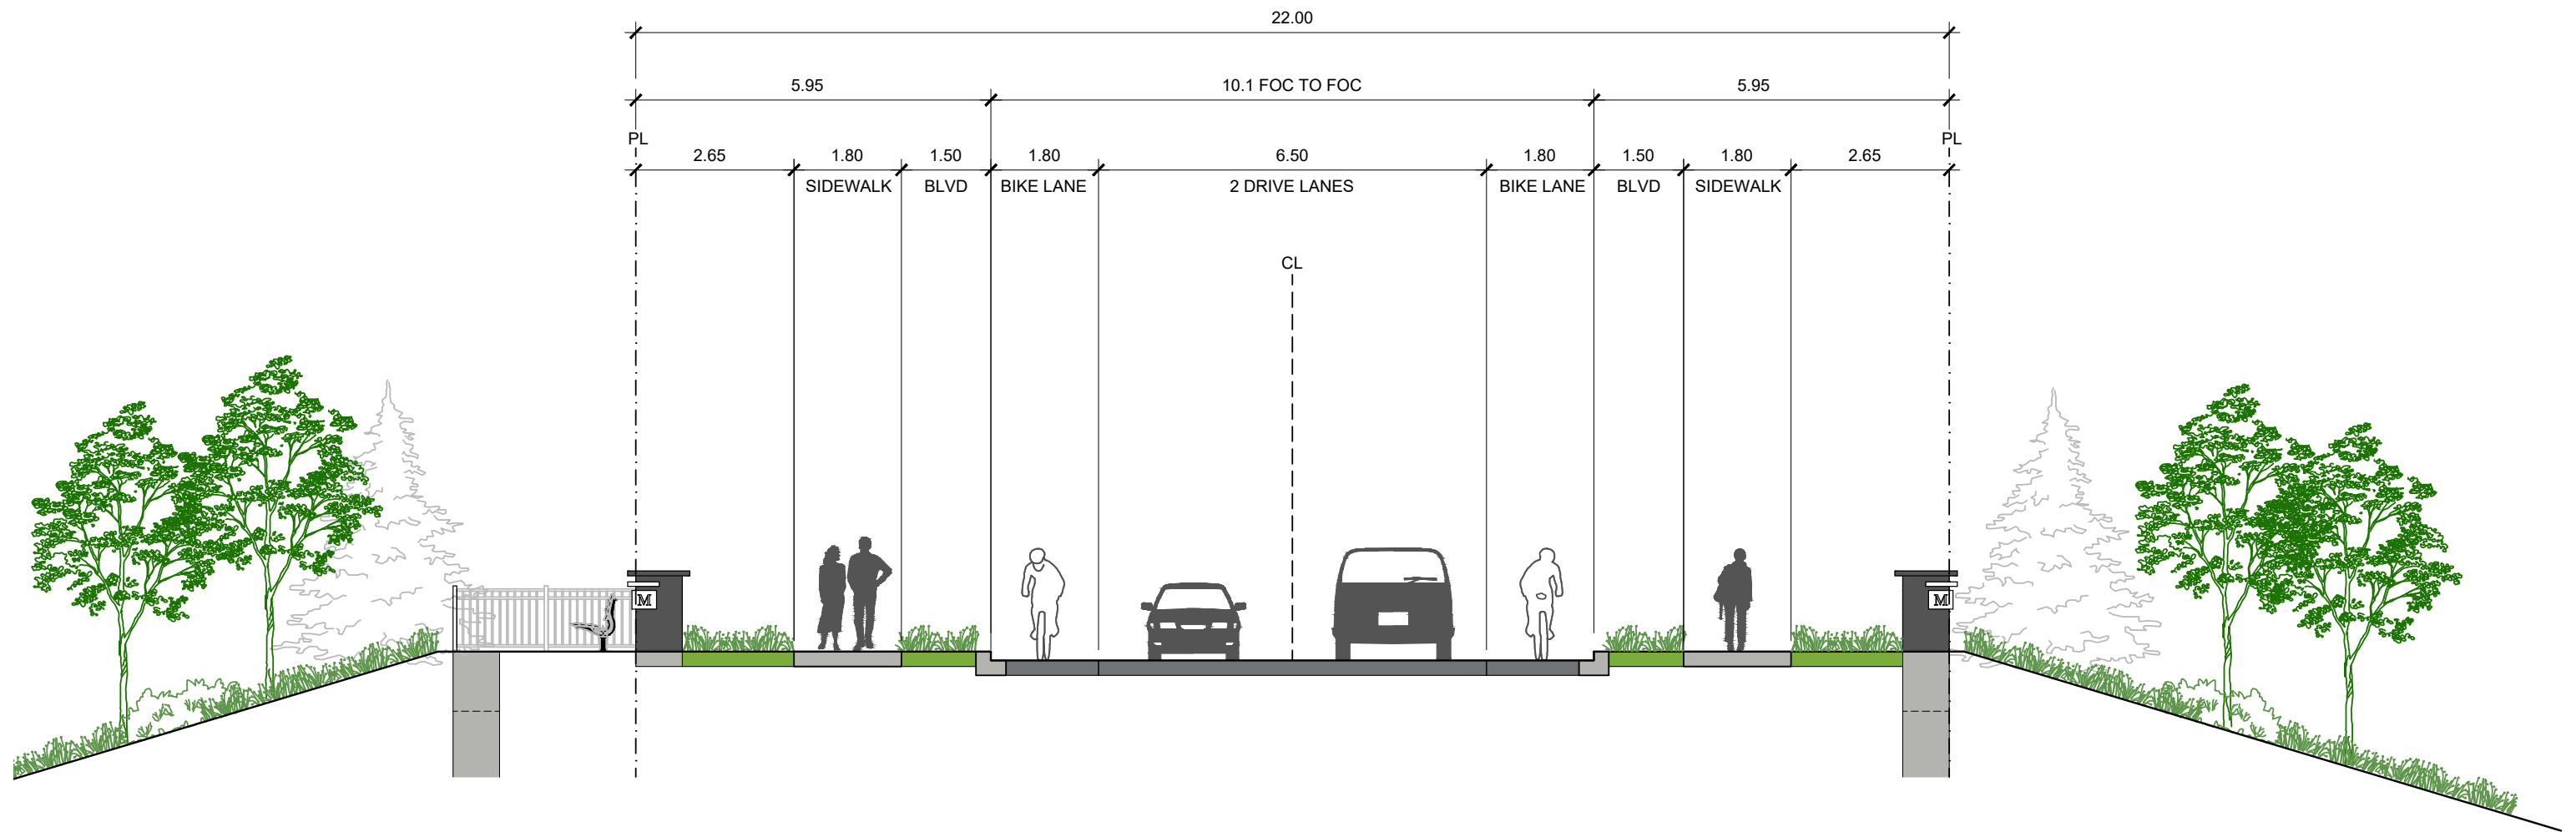 22.00
5.95 10.1 FOC TO FOC 5.95
PL PL
2.65 1.80 1.50 1.80 6.50 1.80 1.50 1.80 2.65
SIDEWALK BLVD BIKE LANE 2 DRIVE LANES BIKE LANE BLVD SIDEWALK
CL
M M